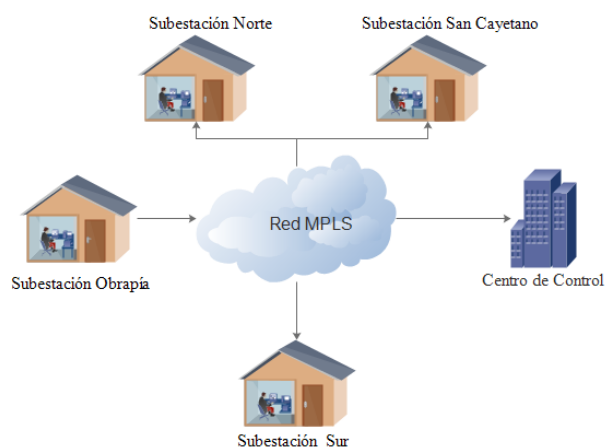 Subestación Norte
Subestación San Cayetano
Red MPLS
Subestación Obrapía
Centro de Control
Subestación Sur